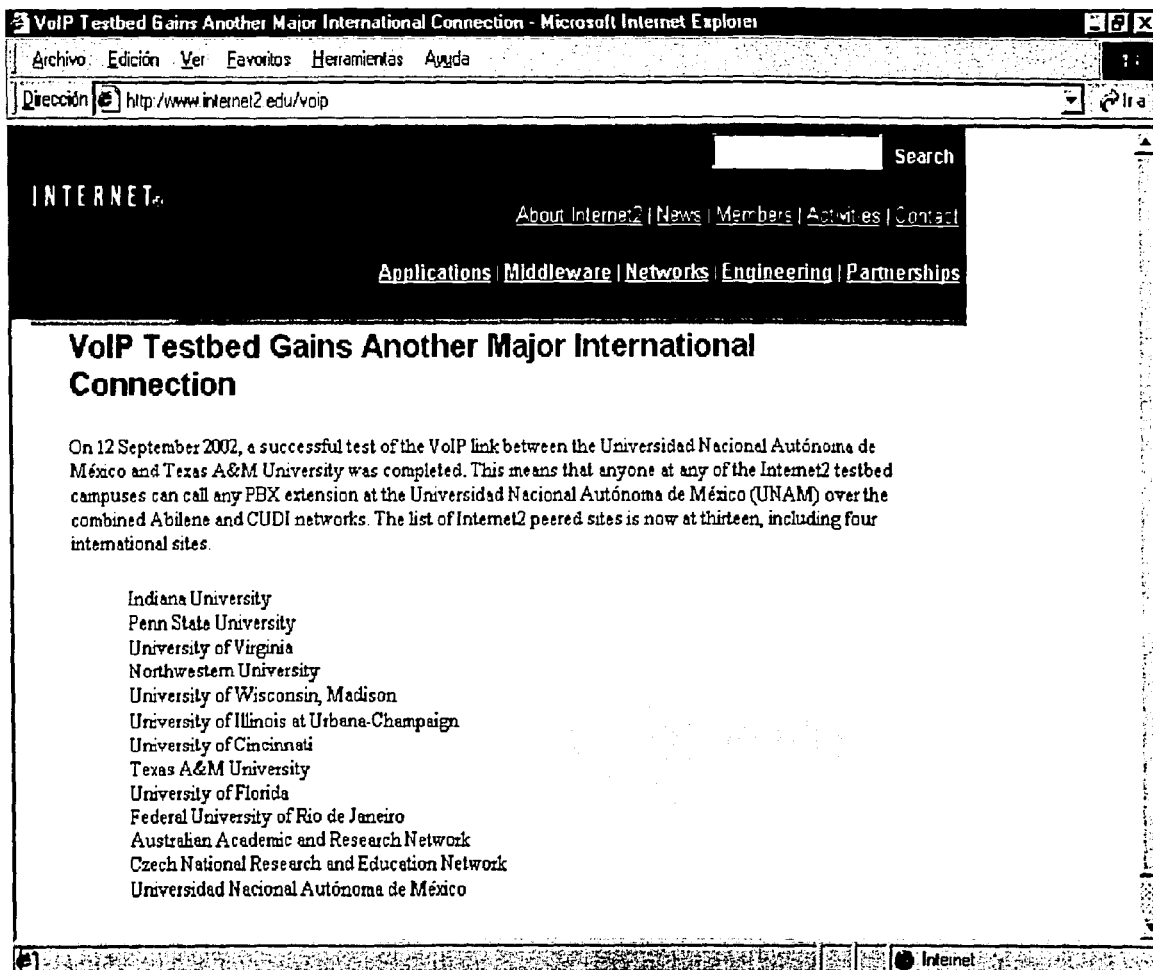 VoIP Testbed Gains Another Major International Connection - Microsoft Internet Explorer
Archivo Edición Ver Favoritos Herramientas Ayuda
Dirección http:/www.internet2.edu/voip Ir a
Search
INTERNET
About Internet2 | News | Members | Activities | Contact
Applications | Middleware | Networks | Engineering | Partnerships
VoIP Testbed Gains Another Major International
Connection
On 12 September 2002, a successful test of the VoIP link between the Universidad Nacional Autónoma de
México and Texas A&M University was completed. This means that anyone at any of the Internet2 testbed
campuses can call any PBX extension at the Universidad Nacional Autónoma de México (UNAM) over the
combined Abilene and CUDI networks. The list of Internet2 peered sites is now at thirteen, including four
international sites.
Indiana University
Penn State University
University of Virginia
Northwestern University
University of Wisconsin, Madison
University of Illinois at Urbana-Champaign
University of Cincinnati
Texas A&M University
University of Florida
Federal University of Rio de Janeiro
Australian Academic and Research Network
Czech National Research and Education Network
Universidad Nacional Autónoma de México
Internet